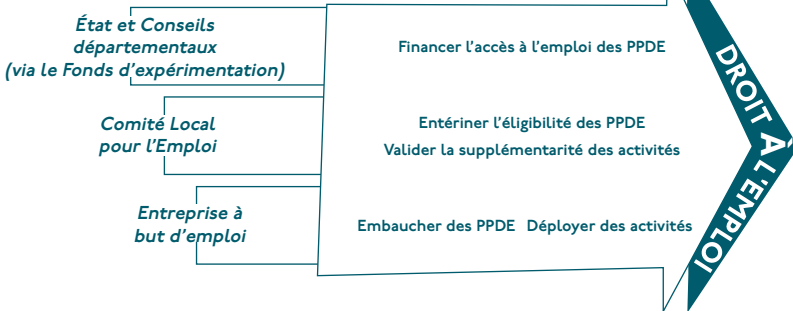 État et Conseils
départementaux
(via le Fonds d'expérimentation)
Financer l'accès à l'emploi des PPDE
Comité Local
pour l'Emploi
Entériner l'éligibilité des PPDE
Valider la supplémentarité des activités
Entreprise à
but d'emploi
Embaucher des PPDE Déployer des activités
DROIT À L'EMPLOI